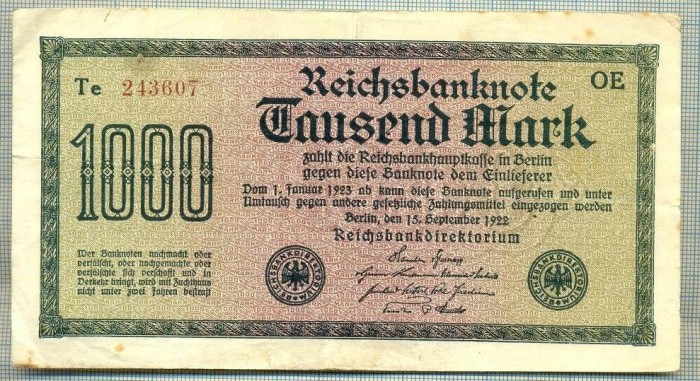 Te 243607
OE
Reichsbanknote
Tausend Mark
1000
zahlt die Reichsbankhauptkasse in Berlin
gegen diese Banknote dem Einlieferer
Vom 1. Januar 1923 ab kann diese Banknote aufgerufen und unter
Umtausch gegen andere gesetzliche Zahlungsmittel eingezogen werden
Berlin, den 15. September 1922
Reichsbankdirektorium
Wer Banknoten nachmacht oder
verfälscht, oder nachgemachte oder
verfälschte sich verschafft und in
Verkehr bringt, wird mit Zuchthaus
nicht unter zwei Jahren bestraft
REICHSBANKDIREKTORIUM
REICHSBANKDIREKTORIUM